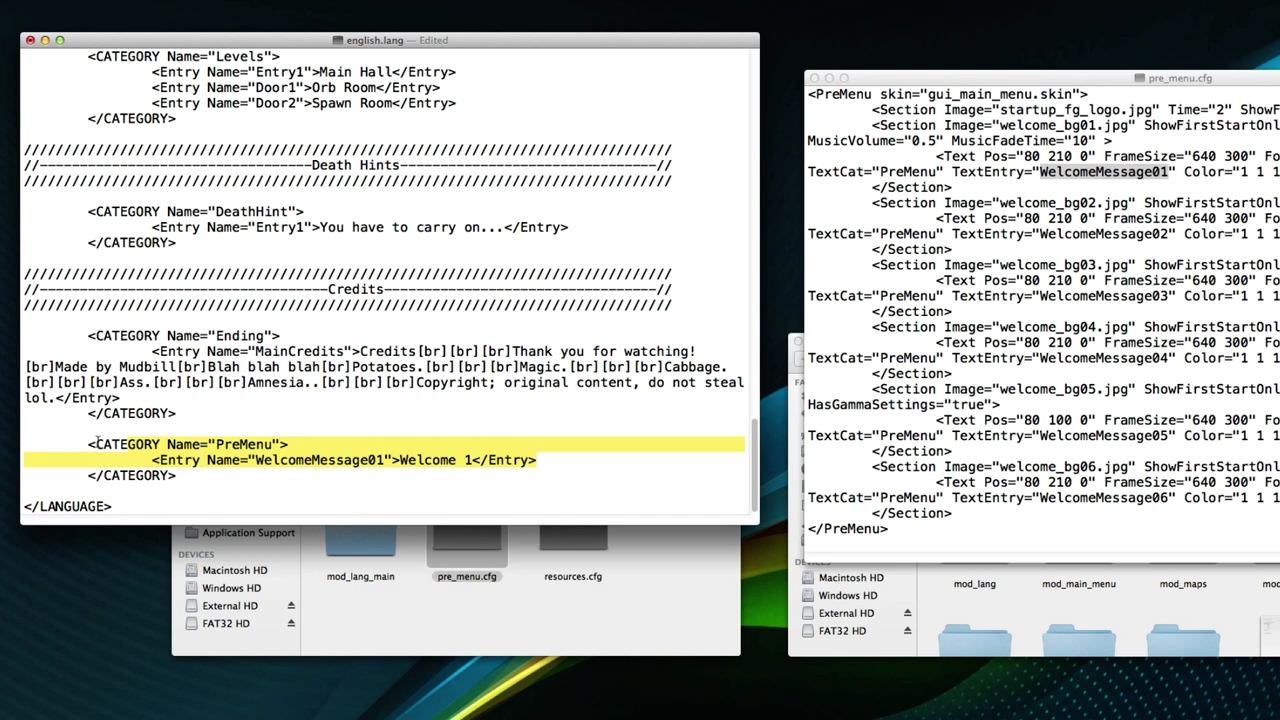 english.lang — Edited
<CATEGORY Name="Levels">
<Entry Name="Entry1">Main Hall</Entry>
<Entry Name="Door1">Orb Room</Entry>
<Entry Name="Door2">Spawn Room</Entry>
</CATEGORY>
//////////////////////////////////////////////////////////////////////////////////
//------------------------------------Death Hints--------------------------------//
//////////////////////////////////////////////////////////////////////////////////
<CATEGORY Name="DeathHint">
<Entry Name="Entry1">You have to carry on...</Entry>
</CATEGORY>
//////////////////////////////////////////////////////////////////////////////////
//--------------------------------------Credits----------------------------------//
//////////////////////////////////////////////////////////////////////////////////
<CATEGORY Name="Ending">
<Entry Name="MainCredits">Credits[br][br][br]Thank you for watching!
[br]Made by Mudbill[br]Blah blah blah[br]Potatoes.[br][br]Magic.[br][br][br]Cabbage.
[br][br][br]Ass.[br][br]Amnesia..[br][br][br]Copyright; original content, do not steal
lol.</Entry>
</CATEGORY>
<CATEGORY Name="PreMenu">
<Entry Name="WelcomeMessage01">Welcome 1</Entry>
</CATEGORY>
</LANGUAGE>
pre_menu.cfg
<PreMenu skin="gui_main_menu.skin">
<Section Image="startup_fg_logo.jpg" Time="2" ShowF
<Section Image="welcome_bg01.jpg" ShowFirstStartOnl
MusicVolume="0.5" MusicFadeTime="10" >
<Text Pos="80 210 0" FrameSize="640 300" Fo
TextCat="PreMenu" TextEntry="WelcomeMessage01" Color="1 1 1
</Section>
<Section Image="welcome_bg02.jpg" ShowFirstStartOnl
<Text Pos="80 210 0" FrameSize="640 300" Fo
TextCat="PreMenu" TextEntry="WelcomeMessage02" Color="1 1 1
</Section>
<Section Image="welcome_bg03.jpg" ShowFirstStartOnl
<Text Pos="80 210 0" FrameSize="640 300" Fo
TextCat="PreMenu" TextEntry="WelcomeMessage03" Color="1 1 1
</Section>
<Section Image="welcome_bg04.jpg" ShowFirstStartOnl
<Text Pos="80 210 0" FrameSize="640 300" Fo
TextCat="PreMenu" TextEntry="WelcomeMessage04" Color="1 1 1
</Section>
<Section Image="welcome_bg05.jpg" ShowFirstStartOnl
HasGammaSettings="true">
<Text Pos="80 100 0" FrameSize="640 300" Fo
TextCat="PreMenu" TextEntry="WelcomeMessage05" Color="1 1 1
</Section>
<Section Image="welcome_bg06.jpg" ShowFirstStartOnl
<Text Pos="80 210 0" FrameSize="640 300" Fo
TextCat="PreMenu" TextEntry="WelcomeMessage06" Color="1 1 1
</Section>
</PreMenu>
Application Support
DEVICES
Macintosh HD
Windows HD
External HD
FAT32 HD
mod_lang_main
pre_menu.cfg
resources.cfg
Macintosh HD
Windows HD
External HD
FAT32 HD
mod_lang
mod_main_menu
mod_maps